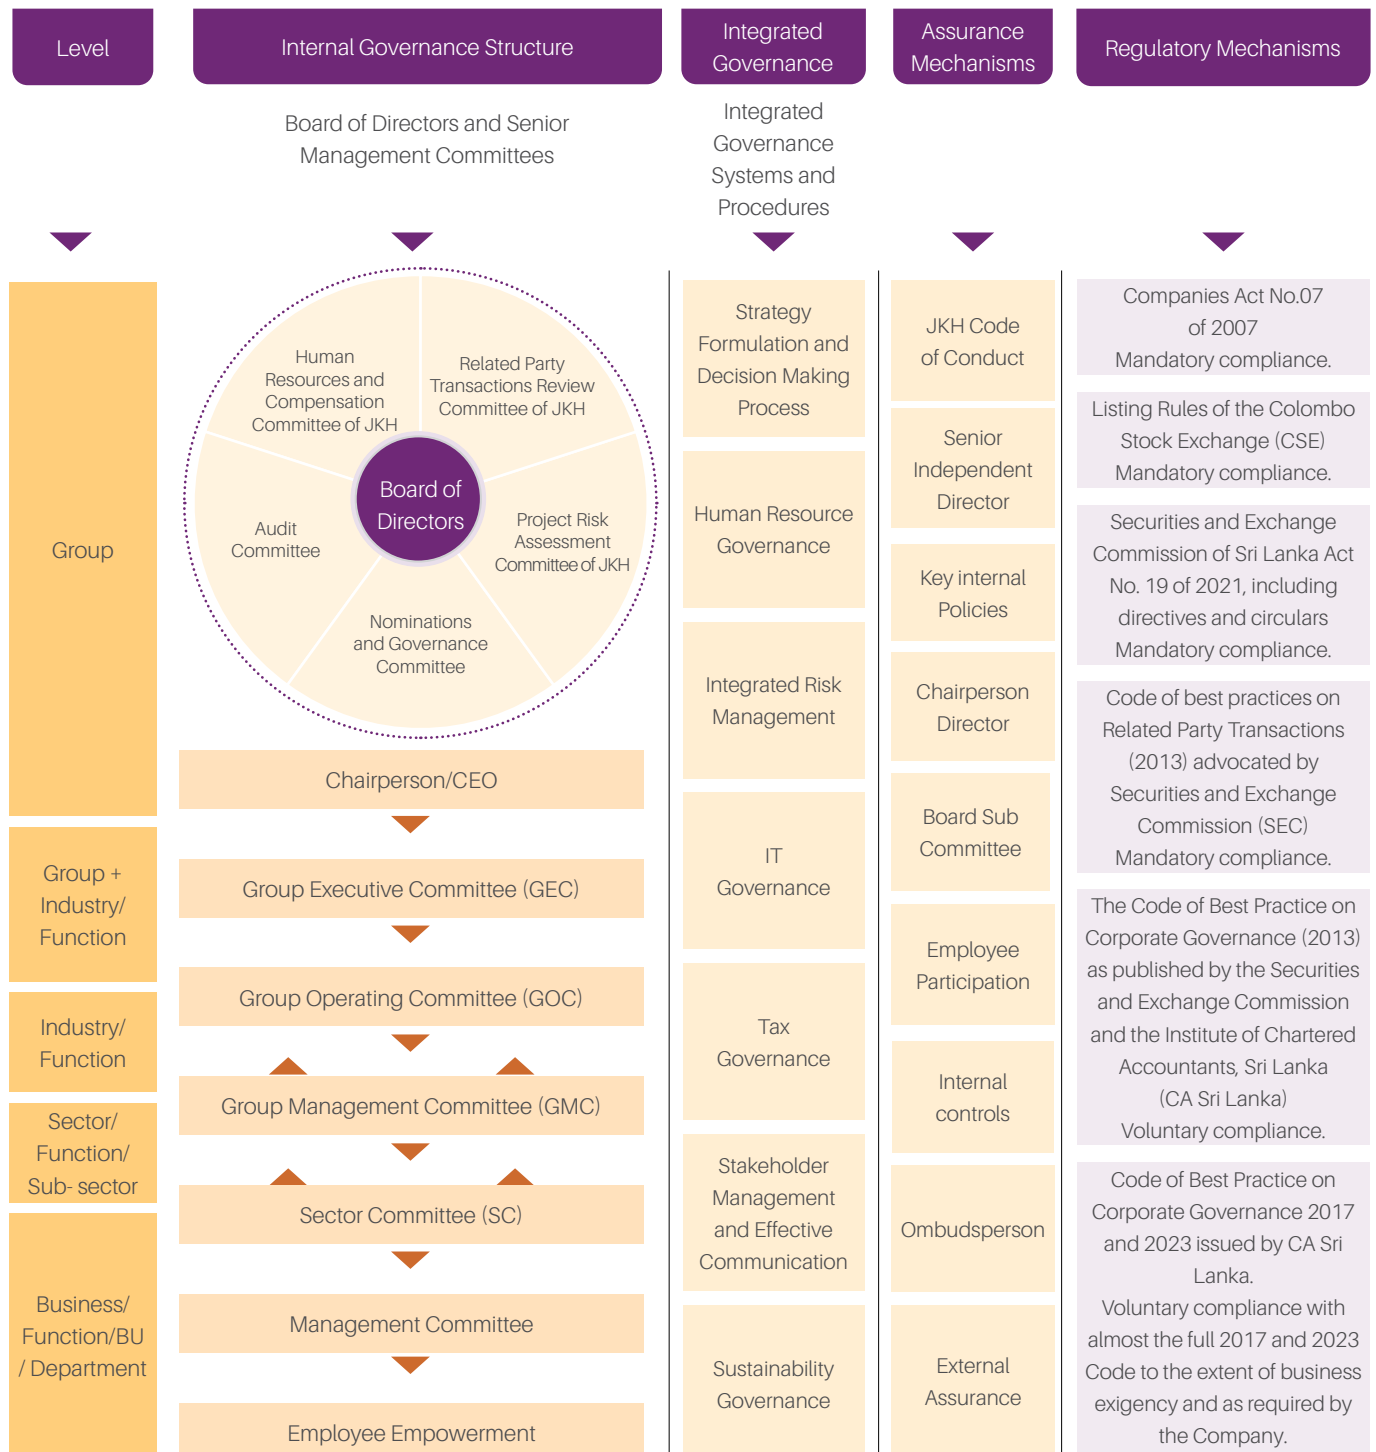 Level
Internal Governance Structure
Integrated
Governance
Assurance
Mechanisms
Regulatory Mechanisms
Board of Directors and Senior
Management Committees
Integrated
Governance
Systems and
Procedures
Group
Group +
Industry/
Function
Industry/
Function
Sector/
Function/
Sub- sector
Business/
Function/BU
/ Department
Human
Resources and
Compensation
Committee of JKH
Related Party
Transactions Review
Committee of JKH
Board of
Directors
Audit
Committee
Project Risk
Assessment
Committee of JKH
Nominations
and Governance
Committee
Chairperson/CEO
Group Executive Committee (GEC)
Group Operating Committee (GOC)
Group Management Committee (GMC)
Sector Committee (SC)
Management Committee
Employee Empowerment
Strategy
Formulation and
Decision Making
Process
Human Resource
Governance
Integrated Risk
Management
IT
Governance
Tax
Governance
Stakeholder
Management
and Effective
Communication
Sustainability
Governance
JKH Code
of Conduct
Senior
Independent
Director
Key internal
Policies
Chairperson
Director
Board Sub
Committee
Employee
Participation
Internal
controls
Ombudsperson
External
Assurance
Companies Act No.07
of 2007
Mandatory compliance.
Listing Rules of the Colombo
Stock Exchange (CSE)
Mandatory compliance.
Securities and Exchange
Commission of Sri Lanka Act
No. 19 of 2021, including
directives and circulars
Mandatory compliance.
Code of best practices on
Related Party Transactions
(2013) advocated by
Securities and Exchange
Commission (SEC)
Mandatory compliance.
The Code of Best Practice on
Corporate Governance (2013)
as published by the Securities
and Exchange Commission
and the Institute of Chartered
Accountants, Sri Lanka
(CA Sri Lanka)
Voluntary compliance.
Code of Best Practice on
Corporate Governance 2017
and 2023 issued by CA Sri
Lanka.
Voluntary compliance with
almost the full 2017 and 2023
Code to the extent of business
exigency and as required by
the Company.